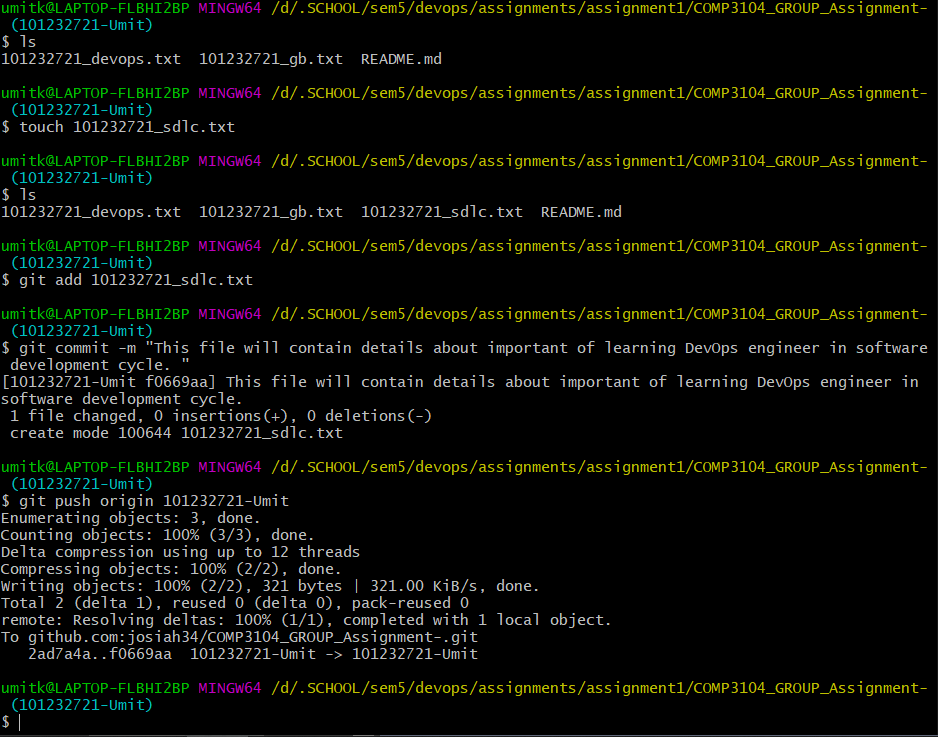 umitk@LAPTOP-FLBHI2BP MINGW64 /d/.SCHOOL/sem5/devops/assignments/assignment1/COMP3104_GROUP_Assignment-
(101232721-Umit)
$ ls
101232721_devops.txt  101232721_gb.txt  README.md
umitk@LAPTOP-FLBHI2BP MINGW64 /d/.SCHOOL/sem5/devops/assignments/assignment1/COMP3104_GROUP_Assignment-
(101232721-Umit)
$ touch 101232721_sdlc.txt
umitk@LAPTOP-FLBHI2BP MINGW64 /d/.SCHOOL/sem5/devops/assignments/assignment1/COMP3104_GROUP_Assignment-
(101232721-Umit)
$ ls
101232721_devops.txt  101232721_gb.txt  101232721_sdlc.txt  README.md
umitk@LAPTOP-FLBHI2BP MINGW64 /d/.SCHOOL/sem5/devops/assignments/assignment1/COMP3104_GROUP_Assignment-
(101232721-Umit)
$ git add 101232721_sdlc.txt
umitk@LAPTOP-FLBHI2BP MINGW64 /d/.SCHOOL/sem5/devops/assignments/assignment1/COMP3104_GROUP_Assignment-
(101232721-Umit)
$ git commit -m "This file will contain details about important of learning DevOps engineer in software
development cycle. "
[101232721-Umit f0669aa] This file will contain details about important of learning DevOps engineer in
software development cycle.
1 file changed, 0 insertions(+), 0 deletions(-)
create mode 100644 101232721_sdlc.txt
umitk@LAPTOP-FLBHI2BP MINGW64 /d/.SCHOOL/sem5/devops/assignments/assignment1/COMP3104_GROUP_Assignment-
(101232721-Umit)
$ git push origin 101232721-Umit
Enumerating objects: 3, done.
Counting objects: 100% (3/3), done.
Delta compression using up to 12 threads
Compressing objects: 100% (2/2), done.
Writing objects: 100% (2/2), 321 bytes | 321.00 KiB/s, done.
Total 2 (delta 1), reused 0 (delta 0), pack-reused 0
remote: Resolving deltas: 100% (1/1), completed with 1 local object.
To github.com:josiah34/COMP3104_GROUP_Assignment-.git
2ad7a4a..f0669aa  101232721-Umit -> 101232721-Umit
umitk@LAPTOP-FLBHI2BP MINGW64 /d/.SCHOOL/sem5/devops/assignments/assignment1/COMP3104_GROUP_Assignment-
(101232721-Umit)
$